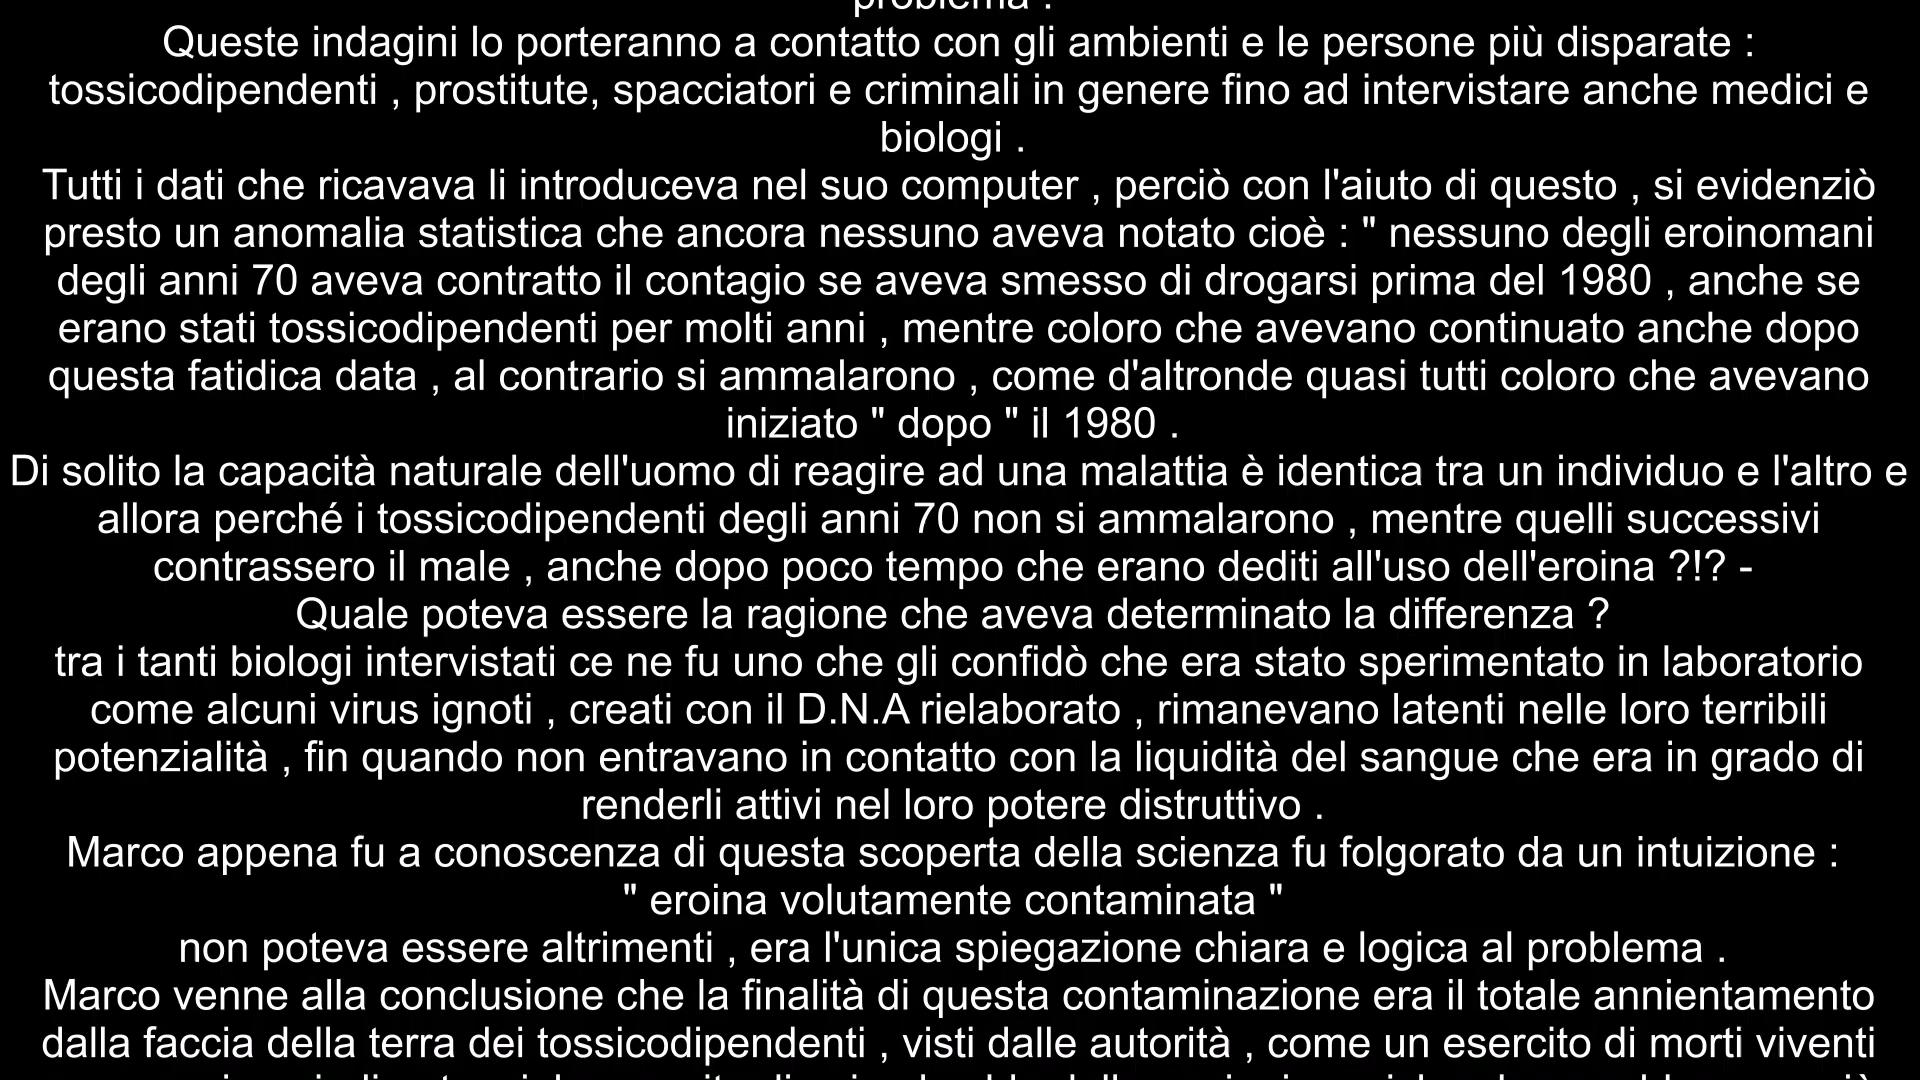 problema .
Queste indagini lo porteranno a contatto con gli ambienti e le persone più disparate :
tossicodipendenti , prostitute, spacciatori e criminali in genere fino ad intervistare anche medici e
biologi .
Tutti i dati che ricavava li introduceva nel suo computer , perciò con l'aiuto di questo , si evidenziò
presto un anomalia statistica che ancora nessuno aveva notato cioè : " nessuno degli eroinomani
degli anni 70 aveva contratto il contagio se aveva smesso di drogarsi prima del 1980 , anche se
erano stati tossicodipendenti per molti anni , mentre coloro che avevano continuato anche dopo
questa fatidica data , al contrario si ammalarono , come d'altronde quasi tutti coloro che avevano
iniziato " dopo " il 1980 .
Di solito la capacità naturale dell'uomo di reagire ad una malattia è identica tra un individuo e l'altro e
allora perché i tossicodipendenti degli anni 70 non si ammalarono , mentre quelli successivi
contrassero il male , anche dopo poco tempo che erano dediti all'uso dell'eroina ?!? -
Quale poteva essere la ragione che aveva determinato la differenza ?
tra i tanti biologi intervistati ce ne fu uno che gli confidò che era stato sperimentato in laboratorio
come alcuni virus ignoti , creati con il D.N.A rielaborato , rimanevano latenti nelle loro terribili
potenzialità , fin quando non entravano in contatto con la liquidità del sangue che era in grado di
renderli attivi nel loro potere distruttivo .
Marco appena fu a conoscenza di questa scoperta della scienza fu folgorato da un intuizione :
" eroina volutamente contaminata "
non poteva essere altrimenti , era l'unica spiegazione chiara e logica al problema .
Marco venne alla conclusione che la finalità di questa contaminazione era il totale annientamento
dalla faccia della terra dei tossicodipendenti , visti dalle autorità , come un esercito di morti viventi